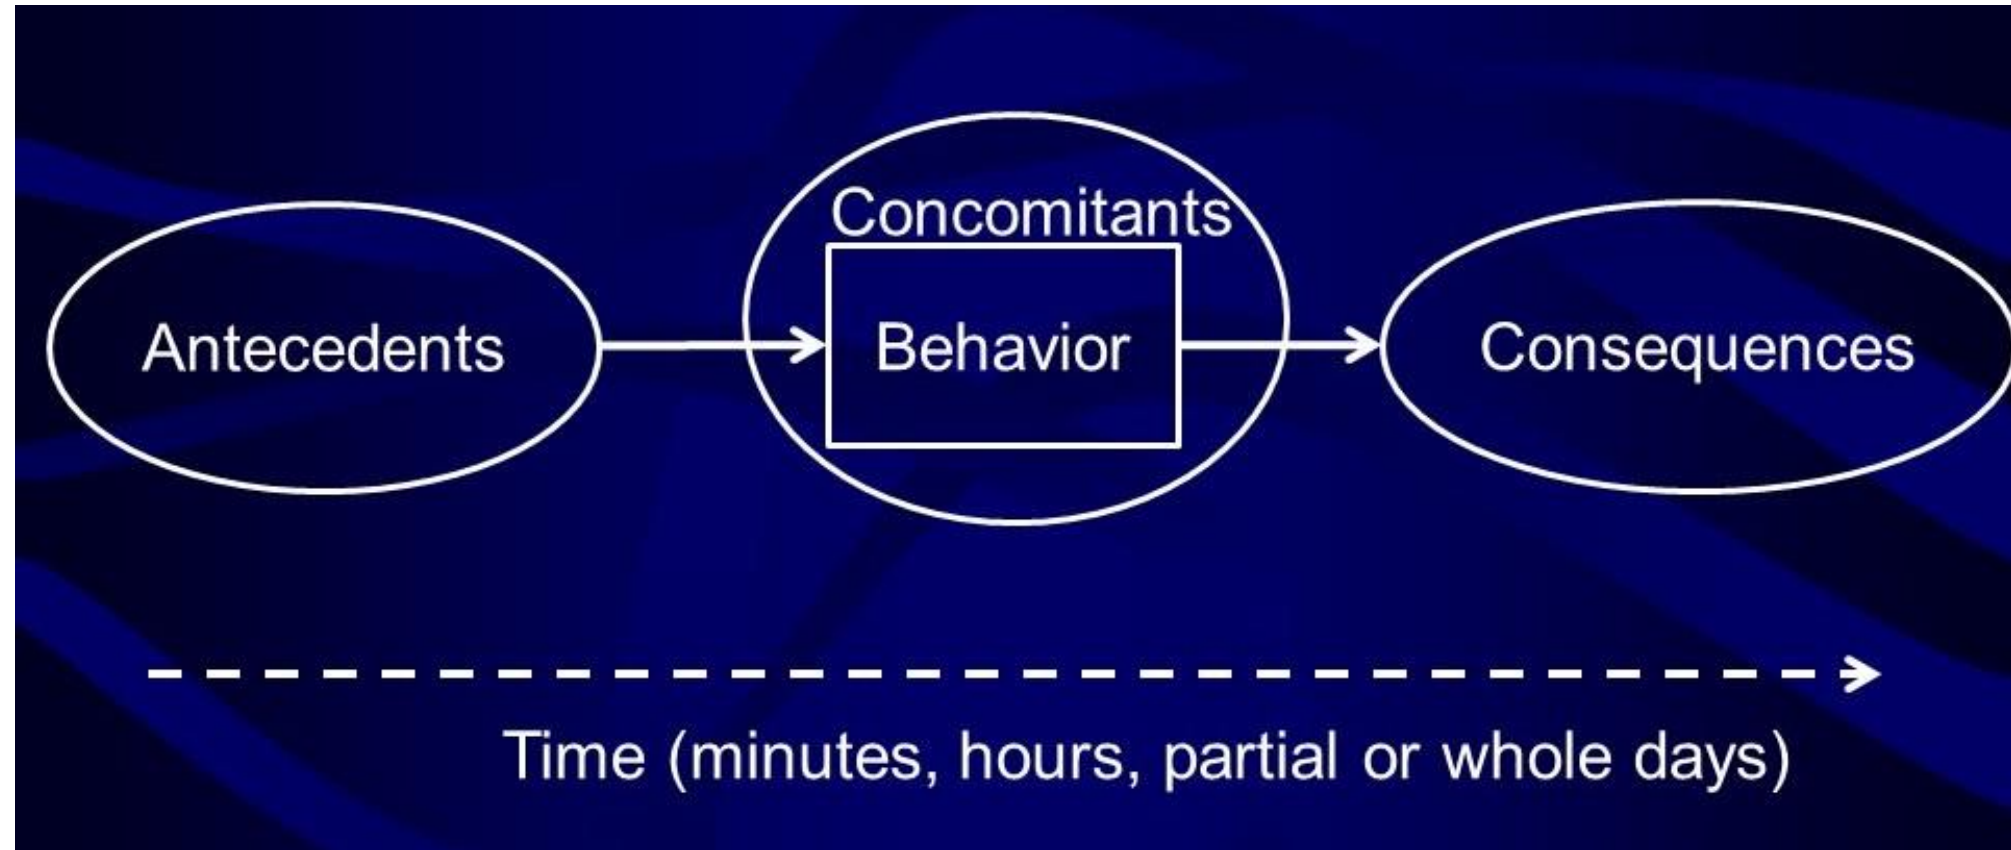 Concomitants
Antecedents
Behavior
Consequences
Time (minutes, hours, partial or whole days)